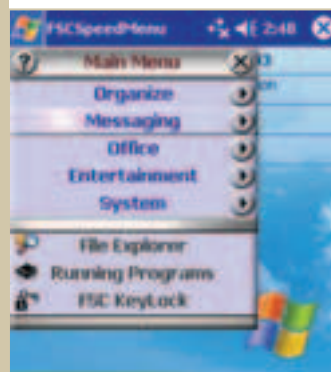 FSCSpeedMenu 2:48
? Main Menu X
Organize
Messaging
Office
Entertainment
System
File Explorer
Running Programs
FSC KeyLock